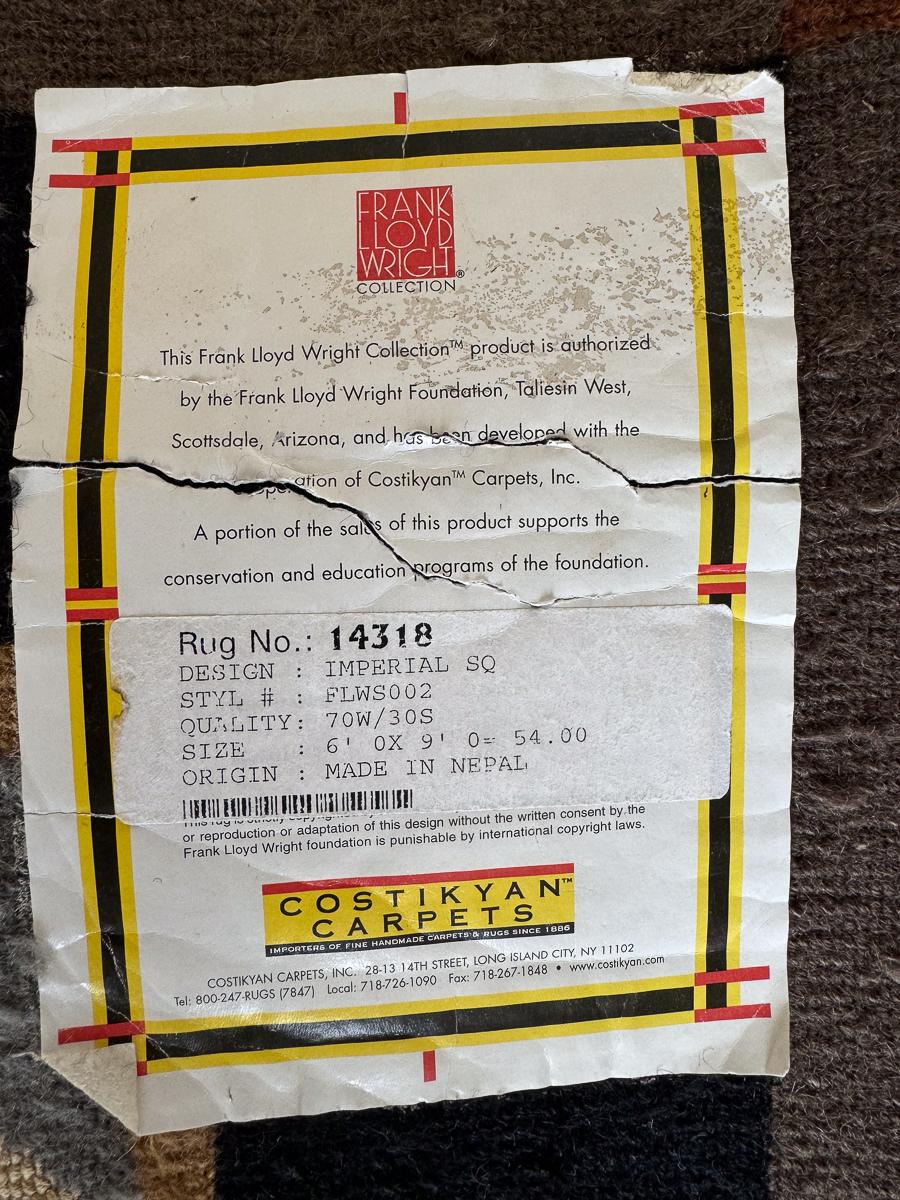 FRANK
LLOYD
WRIGHT®
COLLECTION
This Frank Lloyd Wright Collection™ product is authorized
by the Frank Lloyd Wright Foundation, Taliesin West,
Scottsdale, Arizona, and has been developed with the
of Costikyan™ Carpets, Inc.
A portion of the sales of this product supports the
conservation and education programs of the foundation.
Rug No.: 14318
DESIGN : IMPERIAL SQ
STYL # : FLWS002
QUALITY: 70W/30S
SIZE : 6' 0X 9' 0= 54.00
ORIGIN : MADE IN NEPAL
This rug is strictly
or reproduction or adaptation of this design without the written consent by the
Frank Lloyd Wright foundation is punishable by international copyright laws.
COSTIKYAN™
CARPETS
IMPORTERS OF FINE HANDMADE CARPETS & RUGS SINCE 1886
COSTIKYAN CARPETS, INC. 28-13 14TH STREET, LONG ISLAND CITY, NY 11102
Tel: 800-247-RUGS (7847) Local: 718-726-1090 Fax: 718-267-1848 • www.costikyan.com